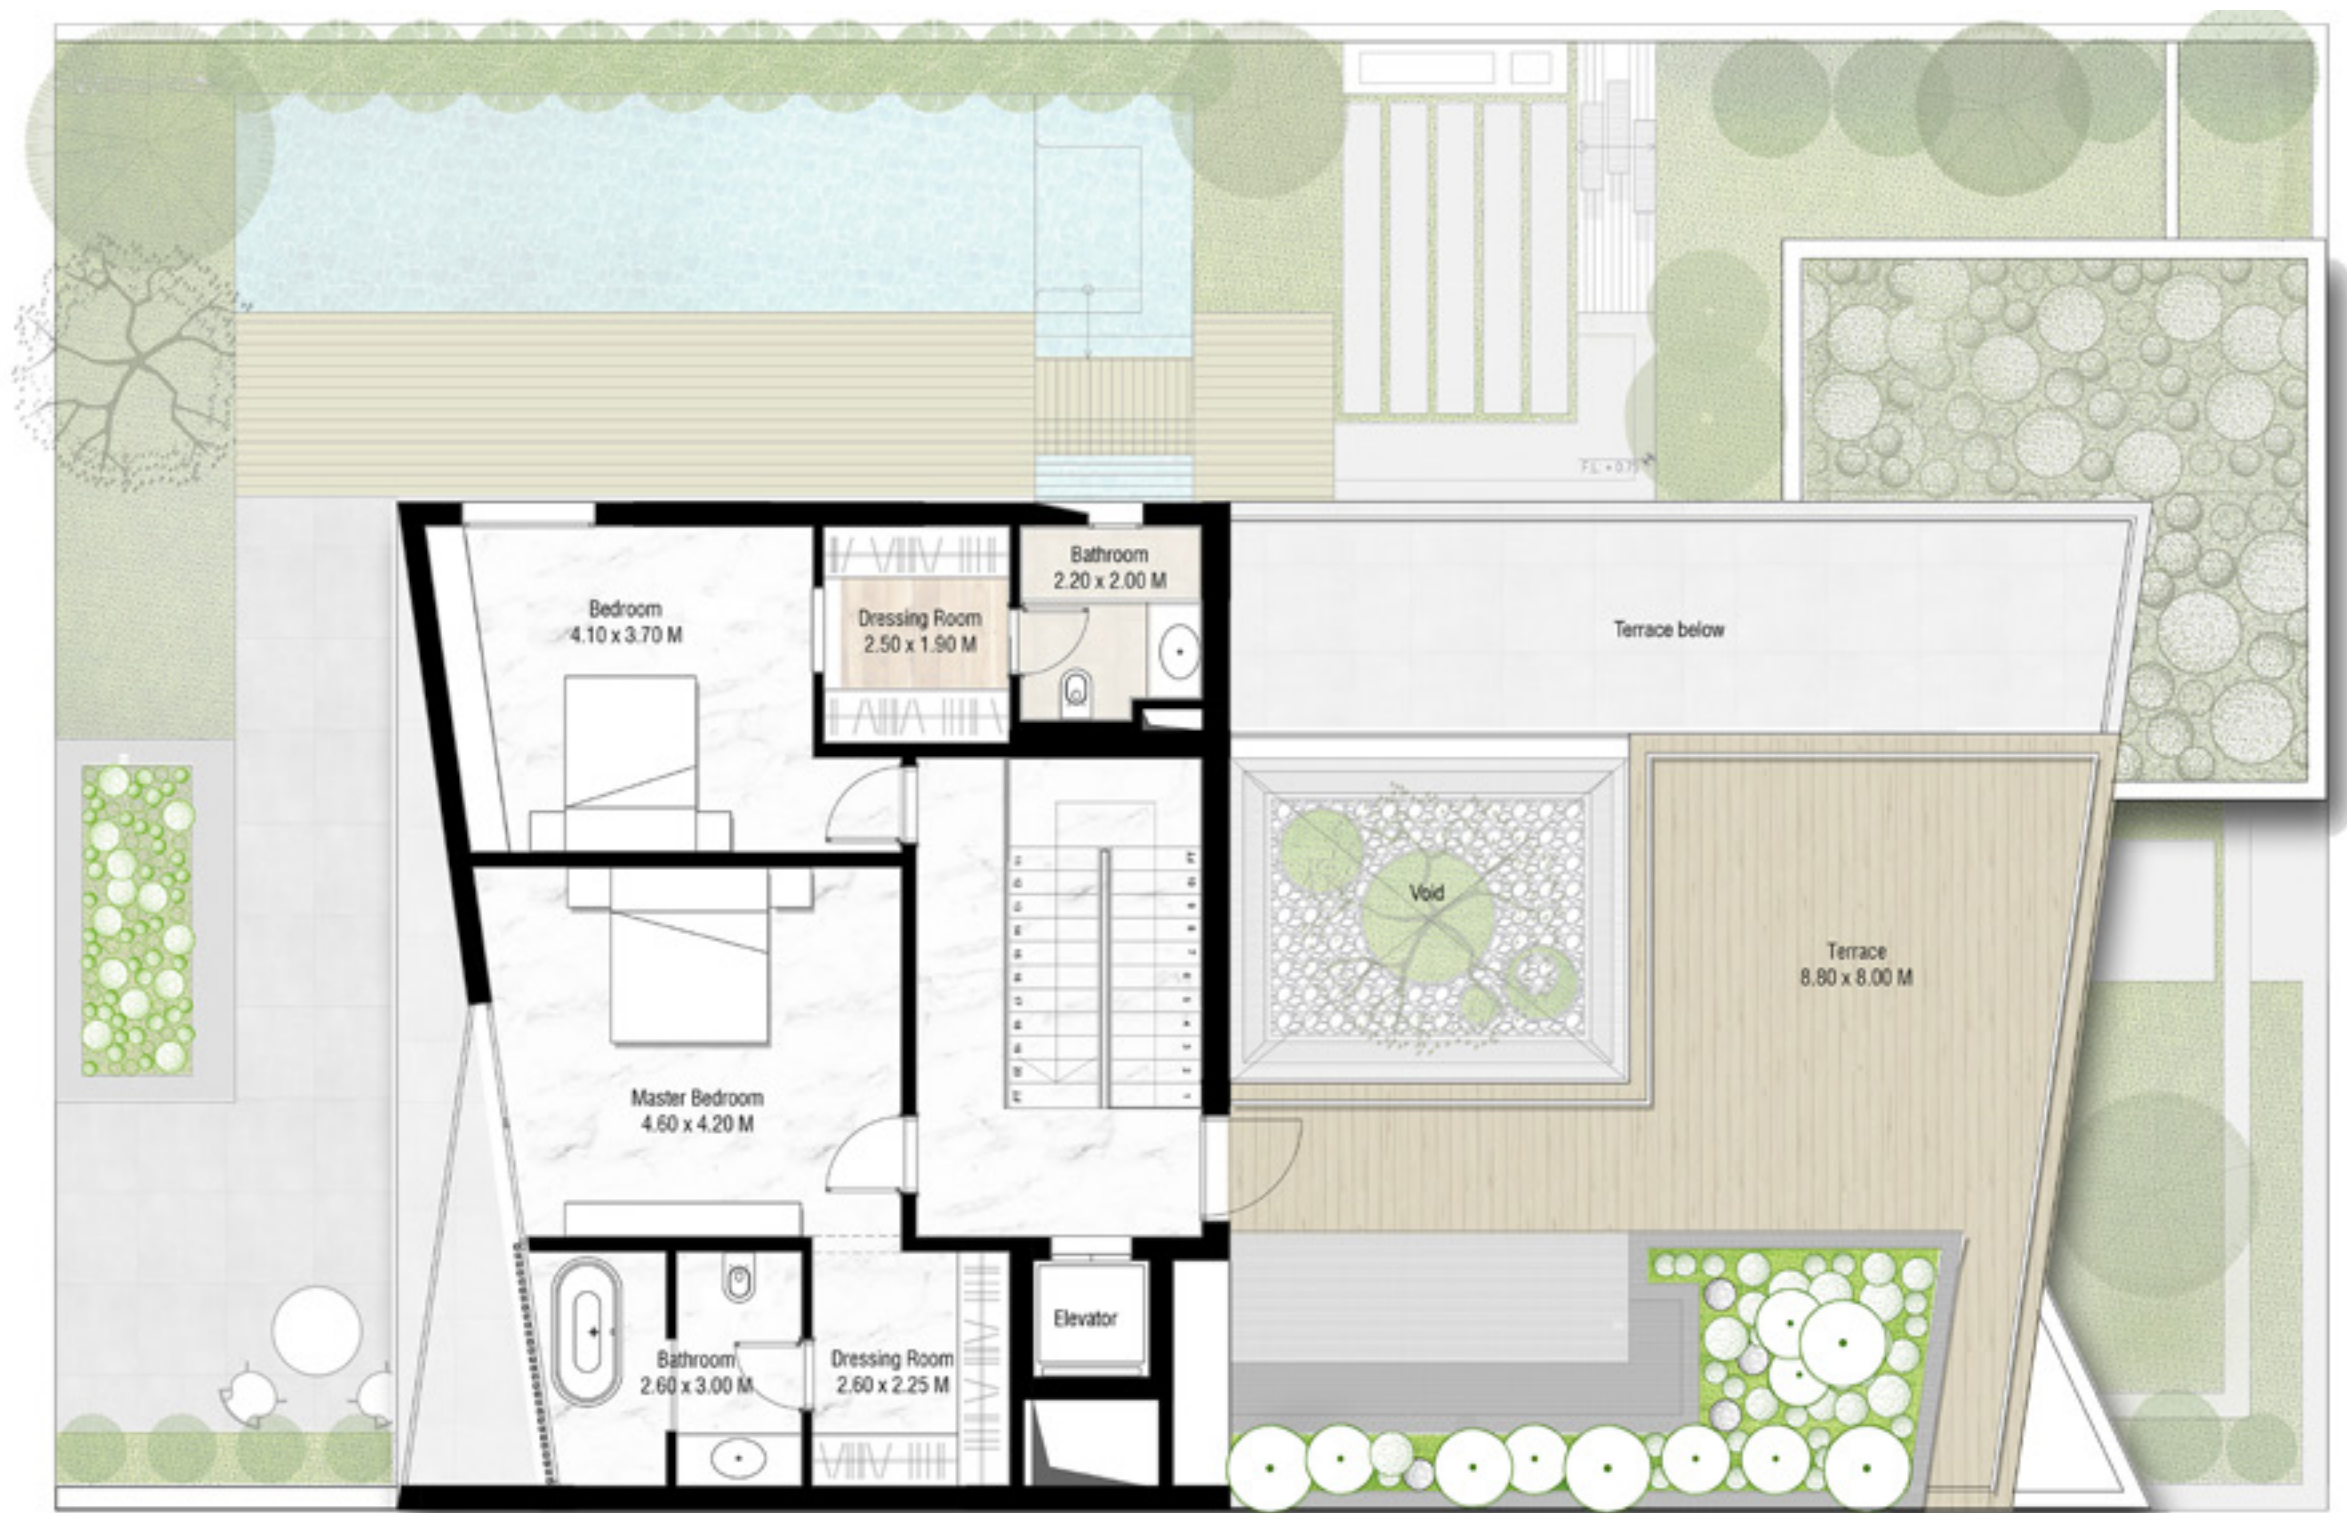 Bathroom
2.20 x 2.00 M
Bedroom
4.10 x 3.70 M
Dressing Room
2.50 x 1.90 M
Terrace below
Void
Terrace
8.80 x 8.00 M
Master Bedroom
4.60 x 4.20 M
Elevator
Bathroom
2.60 x 3.00 M
Dressing Room
2.60 x 2.25 M